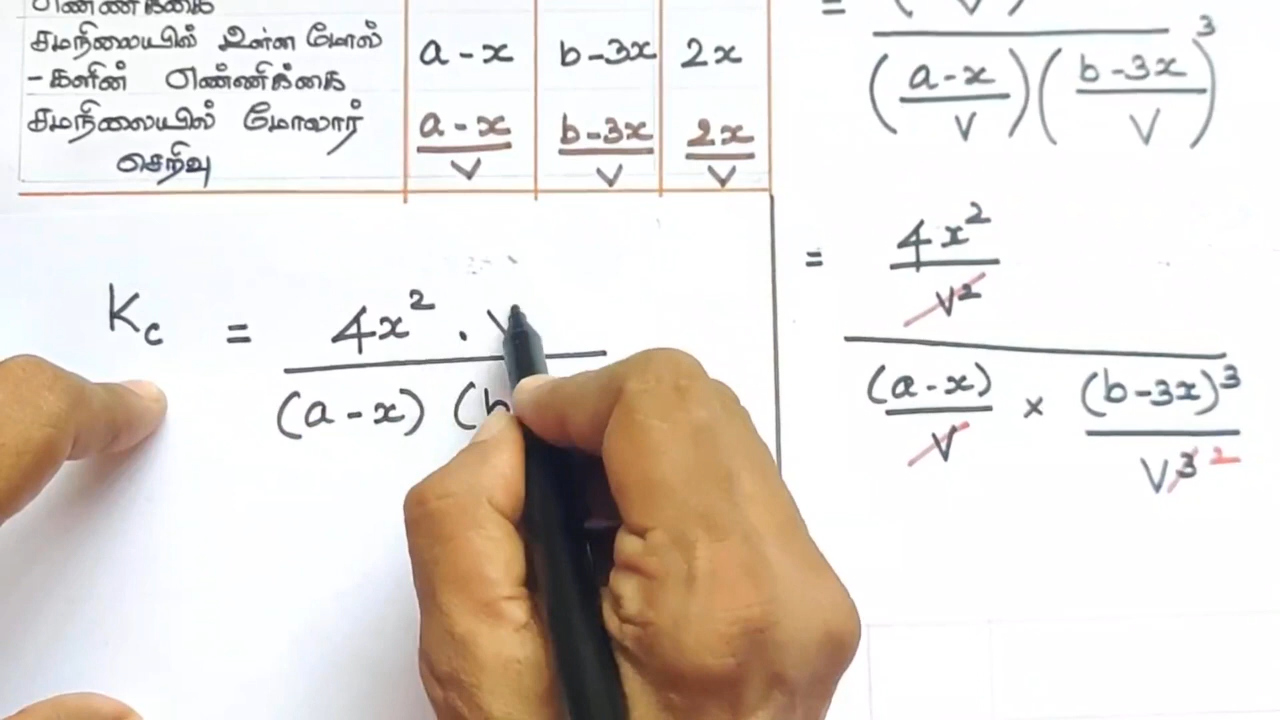 எண்ணிக்கை
சமநிலையில் உள்ள மோல் a - x b - 3x 2x
- களின் எண்ணிக்கை
சமநிலையில் மோலார் a - x b - 3x 2x
செறிவு V V V
=
(a - x / V) (b - 3x / V)³
= 4x²
V²
(a - x) × (b - 3x)³
V V³ 2
Kc = 4x² . V
(a - x) (b